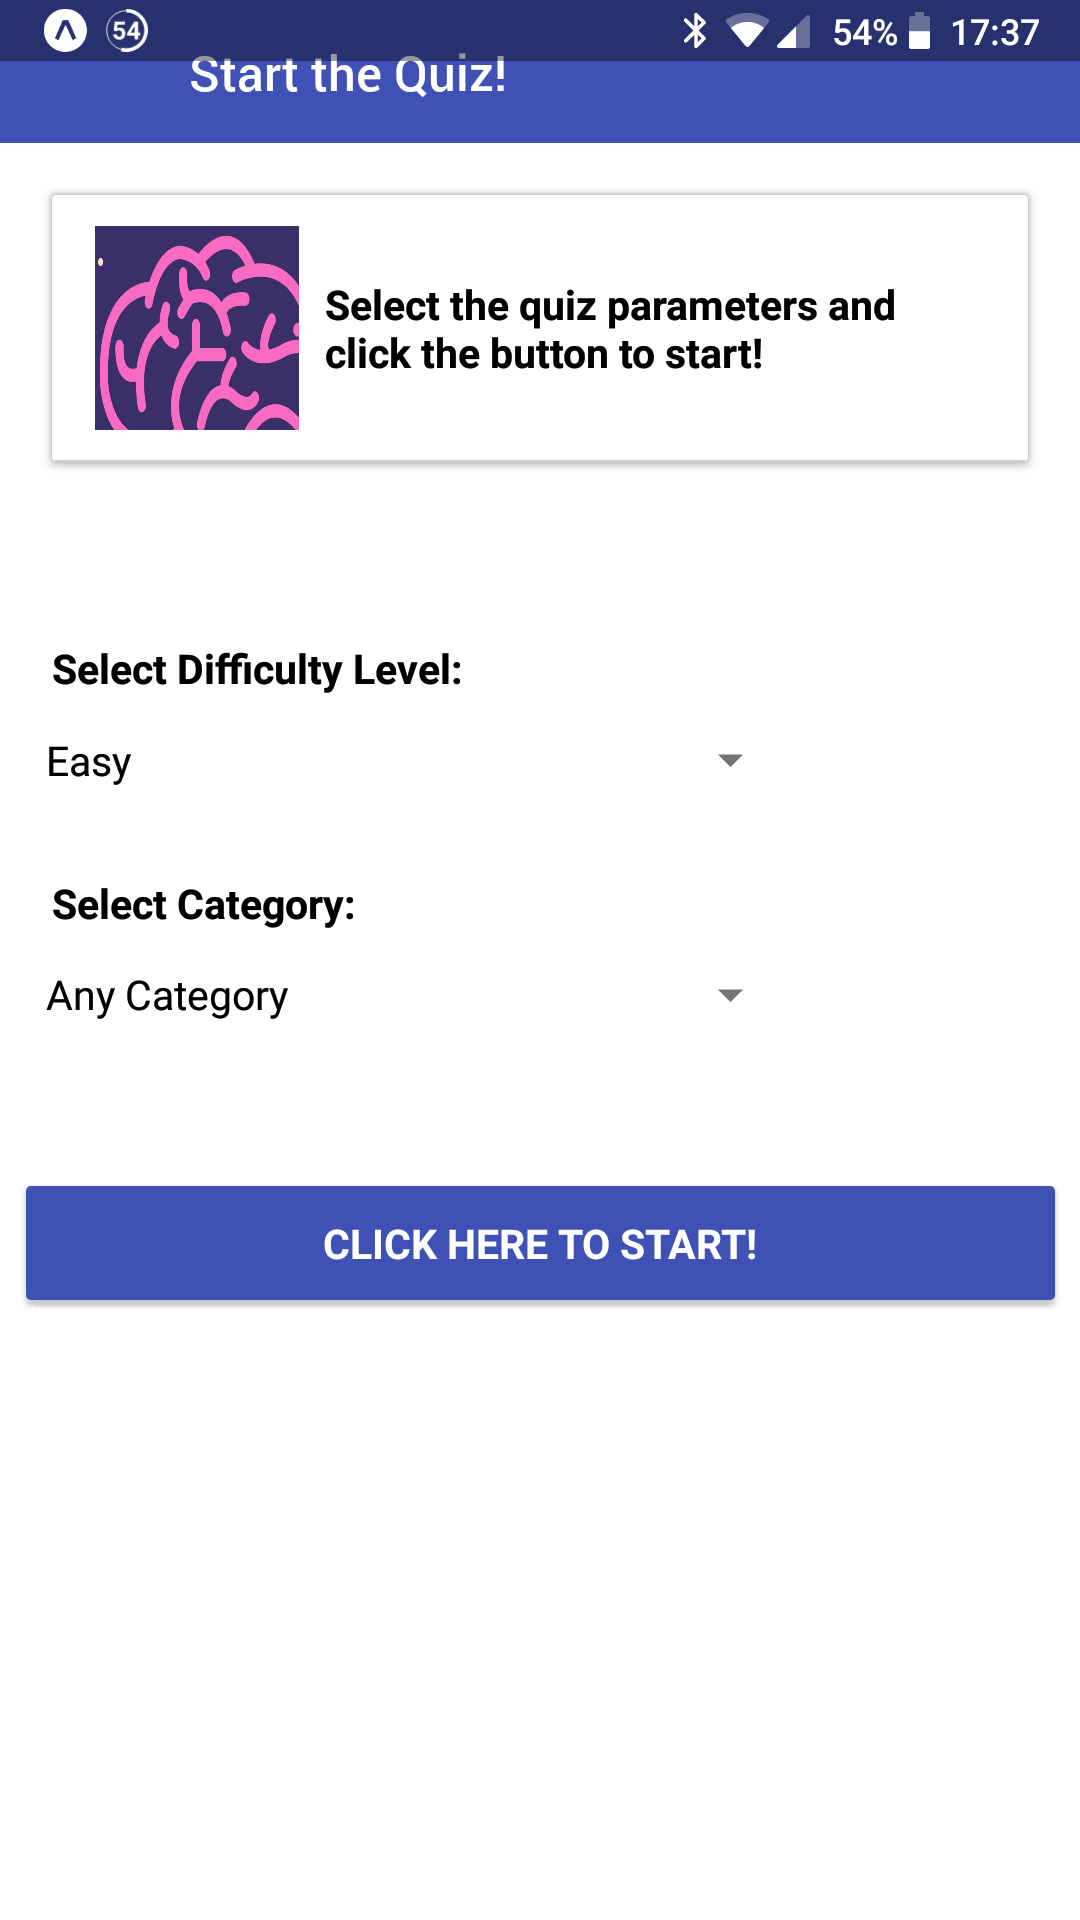 54 54% 17:37
Start the Quiz!
Select the quiz parameters and
click the button to start!
Select Difficulty Level:
Easy
Select Category:
Any Category
CLICK HERE TO START!